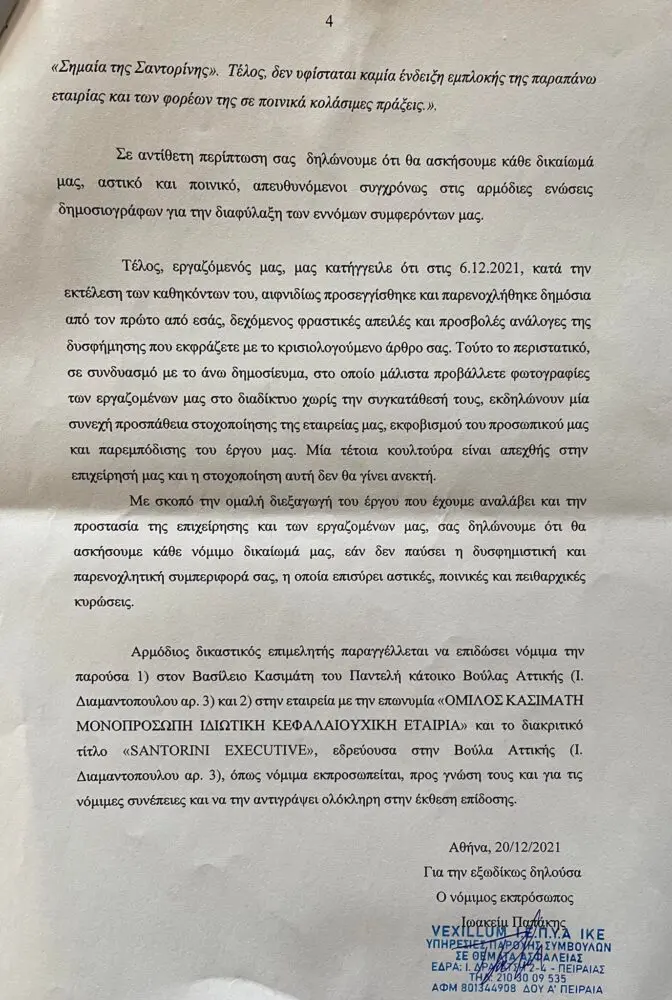 4
«Σημαία της Σαντορίνης». Τέλος, δεν υφίσταται καμία ένδειξη εμπλοκής της παραπάνω
εταιρίας και των φορέων της σε ποινικά κολάσιμες πράξεις.».
Σε αντίθετη περίπτωση σας δηλώνουμε ότι θα ασκήσουμε κάθε δικαίωμά
μας, αστικό και ποινικό, απευθυνόμενοι συγχρόνως στις αρμόδιες ενώσεις
δημοσιογράφων για την διαφύλαξη των εννόμων συμφερόντων μας.
Τέλος, εργαζόμενός μας, μας κατήγγειλε ότι στις 6.12.2021, κατά την
εκτέλεση των καθηκόντων του, αιφνιδίως προσεγγίσθηκε και παρενοχλήθηκε δημόσια
από τον πρώτο από εσάς, δεχόμενος φραστικές απειλές και προσβολές ανάλογες της
δυσφήμησης που εκφράζετε με το κρισιολογούμενο άρθρο σας. Τούτο το περιστατικό,
σε συνδυασμό με το άνω δημοσίευμα, στο οποίο μάλιστα προβάλλετε φωτογραφίες
των εργαζομένων μας στο διαδίκτυο χωρίς την συγκατάθεσή τους, εκδηλώνουν μία
συνεχή προσπάθεια στοχοποίησης της εταιρείας μας, εκφοβισμού του προσωπικού μας
και παρεμπόδισης του έργου μας. Μία τέτοια κουλτούρα είναι απεχθής στην
επιχείρησή μας και η στοχοποίηση αυτή δεν θα γίνει ανεκτή.
Με σκοπό την ομαλή διεξαγωγή του έργου που έχουμε αναλάβει και την
προστασία της επιχείρησης και των εργαζομένων μας, σας δηλώνουμε ότι θα
ασκήσουμε κάθε νόμιμο δικαίωμά μας, εάν δεν παύσει η δυσφημιστική και
παρενοχλητική συμπεριφορά σας, η οποία επισύρει αστικές, ποινικές και πειθαρχικές
κυρώσεις.
Αρμόδιος δικαστικός επιμελητής παραγγέλλεται να επιδώσει νόμιμα την
παρούσα 1) στον Βασίλειο Κασιμάτη του Παντελή κάτοικο Βούλας Αττικής (Ι.
Διαμαντοπουλου αρ. 3) και 2) στην εταιρεία με την επωνυμία «ΟΜΙΛΟΣ ΚΑΣΙΜΑΤΗ
ΜΟΝΟΠΡΟΣΩΠΗ ΙΔΙΩΤΙΚΗ ΚΕΦΑΛΑΙΟΥΧΙΚΗ ΕΤΑΙΡΙΑ» και το διακριτικό
τίτλο «SANTORINI EXECUTIVE», εδρεύουσα στην Βούλα Αττικής (Ι.
Διαμαντοπουλου αρ. 3), όπως νόμιμα εκπροσωπείται, προς γνώση τους και για τις
νόμιμες συνέπειες και να την αντιγράψει ολόκληρη στην έκθεση επίδοσης.
Αθήνα, 20/12/2021
Για την εξωδίκως δηλούσα
Ο νόμιμος εκπρόσωπος
Ιωακείμ Παπάκης
VEXILLUM Ι.Ε.Π.Υ.Α ΙΚΕ
ΥΠΗΡΕΣΙΕΣ ΠΑΡΟΧΗΣ ΣΥΜΒΟΥΛΩΝ
ΣΕ ΘΕΜΑΤΑ ΑΣΦΑΛΕΙΑΣ
ΕΔΡΑ: Ι. 2-4 - ΠΕΙΡΑΙΑΣ
ΤΗΛ: 210 30 09 535
ΑΦΜ 801344908 ΔΟΥ Α' ΠΕΙΡΑΙΑ